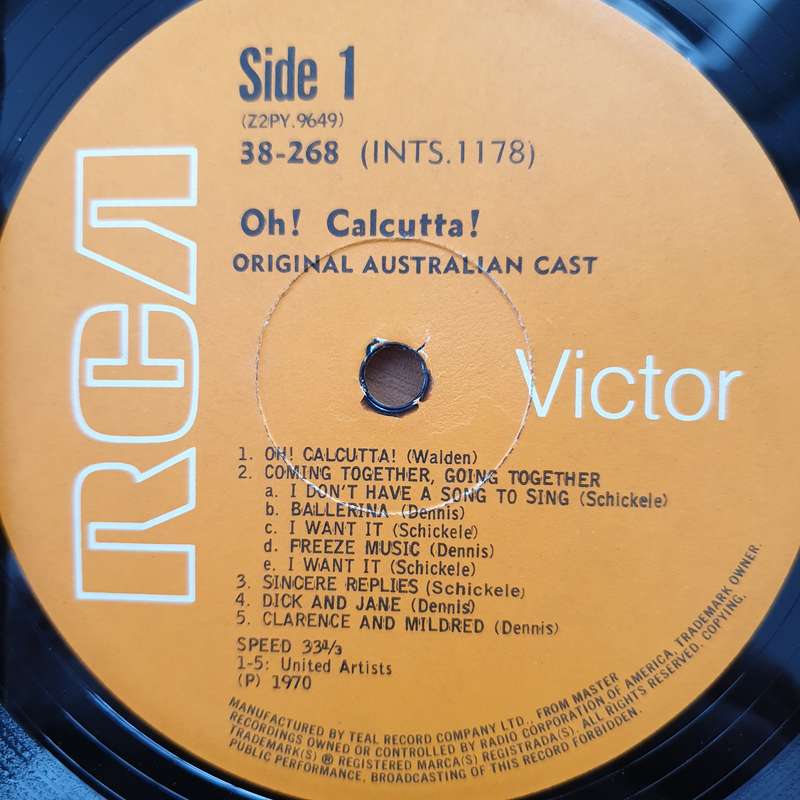 Side 1
(Z2PY.9649)
38-268 (INTS.1178)
Oh! Calcutta!
ORIGINAL AUSTRALIAN CAST
RCA
Victor
1. OH! CALCUTTA! (Walden)
2. COMING TOGETHER, GOING TOGETHER
a. I DON'T HAVE A SONG TO SING (Schickele)
b. BALLERINA (Dennis)
c. I WANT IT (Schickele)
d. FREEZE MUSIC (Dennis)
e. I WANT IT (Schickele)
3. SINCERE REPLIES (Schickele)
4. DICK AND JANE (Dennis)
5. CLARENCE AND MILDRED (Dennis)
SPEED 33⅓
1-5: United Artists
(P) 1970
MANUFACTURED BY TEAL RECORD COMPANY LTD., FROM MASTER
RECORDINGS OWNED OR CONTROLLED BY RADIO CORPORATION OF AMERICA, TRADEMARK OWNER.
TRADEMARK(S) ® REGISTERED MARCA(S) REGISTRADA(S). ALL RIGHTS RESERVED. COPYING,
PUBLIC PERFORMANCE, BROADCASTING OF THIS RECORD FORBIDDEN.